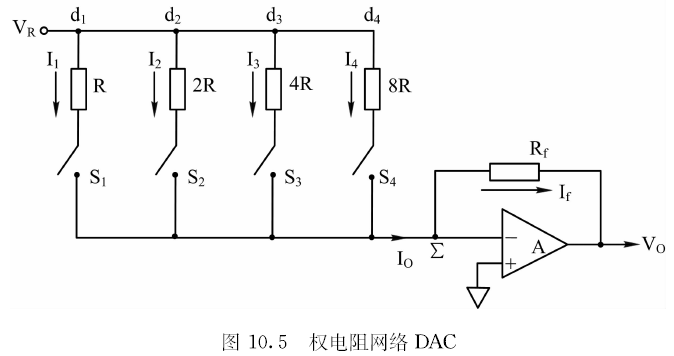 d₁ d₂ d₃ d₄
V_R
I₁ R I₂ 2R I₃ 4R I₄ 8R
R_f
S₁ S₂ S₃ S₄
I_f
− A V_O
I_O Σ +
图 10.5 权电阻网络 DAC